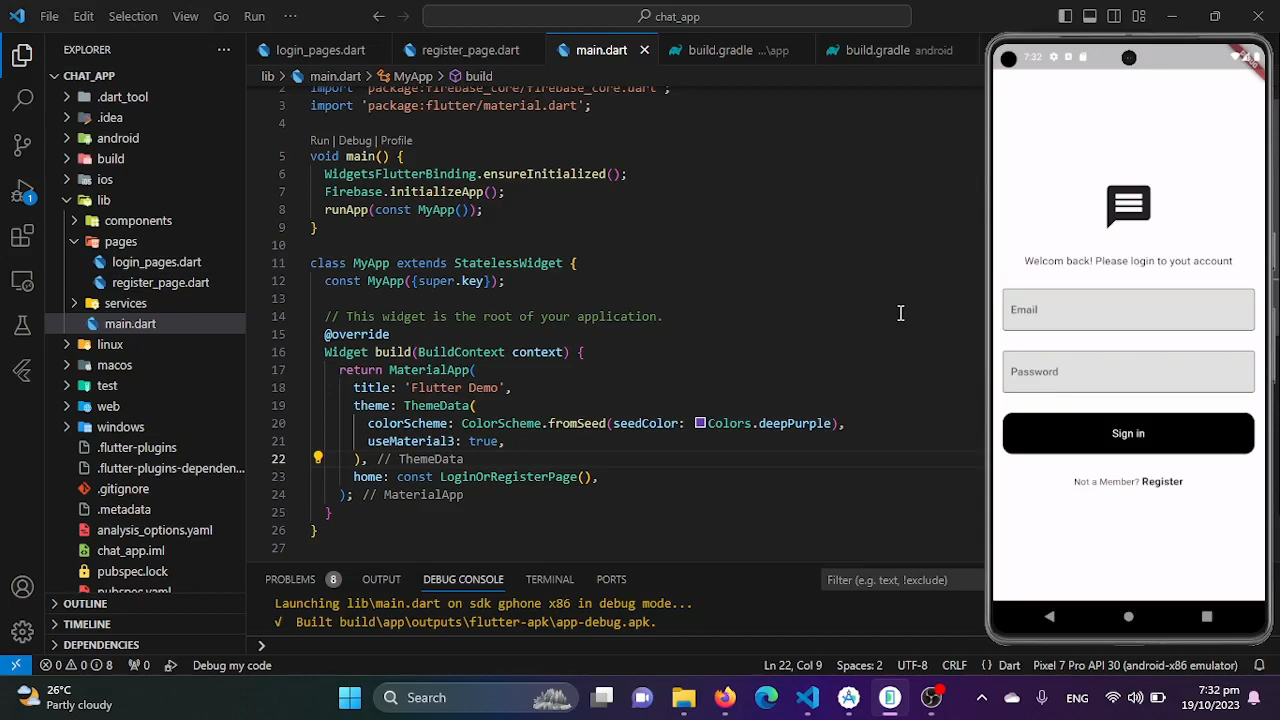 File Edit Selection View Go Run ···
chat_app
EXPLORER
CHAT_APP
.dart_tool
.idea
android
build
ios
lib
components
pages
login_pages.dart
register_page.dart
services
main.dart
linux
macos
test
web
windows
.flutter-plugins
.flutter-plugins-dependen...
.gitignore
.metadata
analysis_options.yaml
chat_app.iml
pubspec.lock
pubspec.yaml
OUTLINE
TIMELINE
DEPENDENCIES
login_pages.dart register_page.dart main.dart build.gradle ...\app build.gradle android
lib > main.dart > MyApp > build
2 import 'package:firebase_core/firebase_core.dart';
3 import 'package:flutter/material.dart';
4
Run | Debug | Profile
5 void main() {
6 WidgetsFlutterBinding.ensureInitialized();
7 Firebase.initializeApp();
8 runApp(const MyApp());
9 }
10
11 class MyApp extends StatelessWidget {
12 const MyApp({super.key});
13
14 // This widget is the root of your application.
15 @override
16 Widget build(BuildContext context) {
17 return MaterialApp(
18 title: 'Flutter Demo',
19 theme: ThemeData(
20 colorScheme: ColorScheme.fromSeed(seedColor: Colors.deepPurple),
21 useMaterial3: true,
22 ), // ThemeData
23 home: const LoginOrRegisterPage(),
24 ); // MaterialApp
25 }
26 }
27
PROBLEMS 8 OUTPUT DEBUG CONSOLE TERMINAL PORTS Filter (e.g. text, !exclude)
Launching lib\main.dart on sdk gphone x86 in debug mode...
√ Built build\app\outputs\flutter-apk\app-debug.apk.
7:32
Welcom back! Please login to yout account
Email
Password
Sign in
Not a Member? Register
0 0 8 0 Debug my code Ln 22, Col 9 Spaces: 2 UTF-8 CRLF {} Dart Pixel 7 Pro API 30 (android-x86 emulator)
1
26°C
Partly cloudy
Search
ENG
7:32 pm
19/10/2023